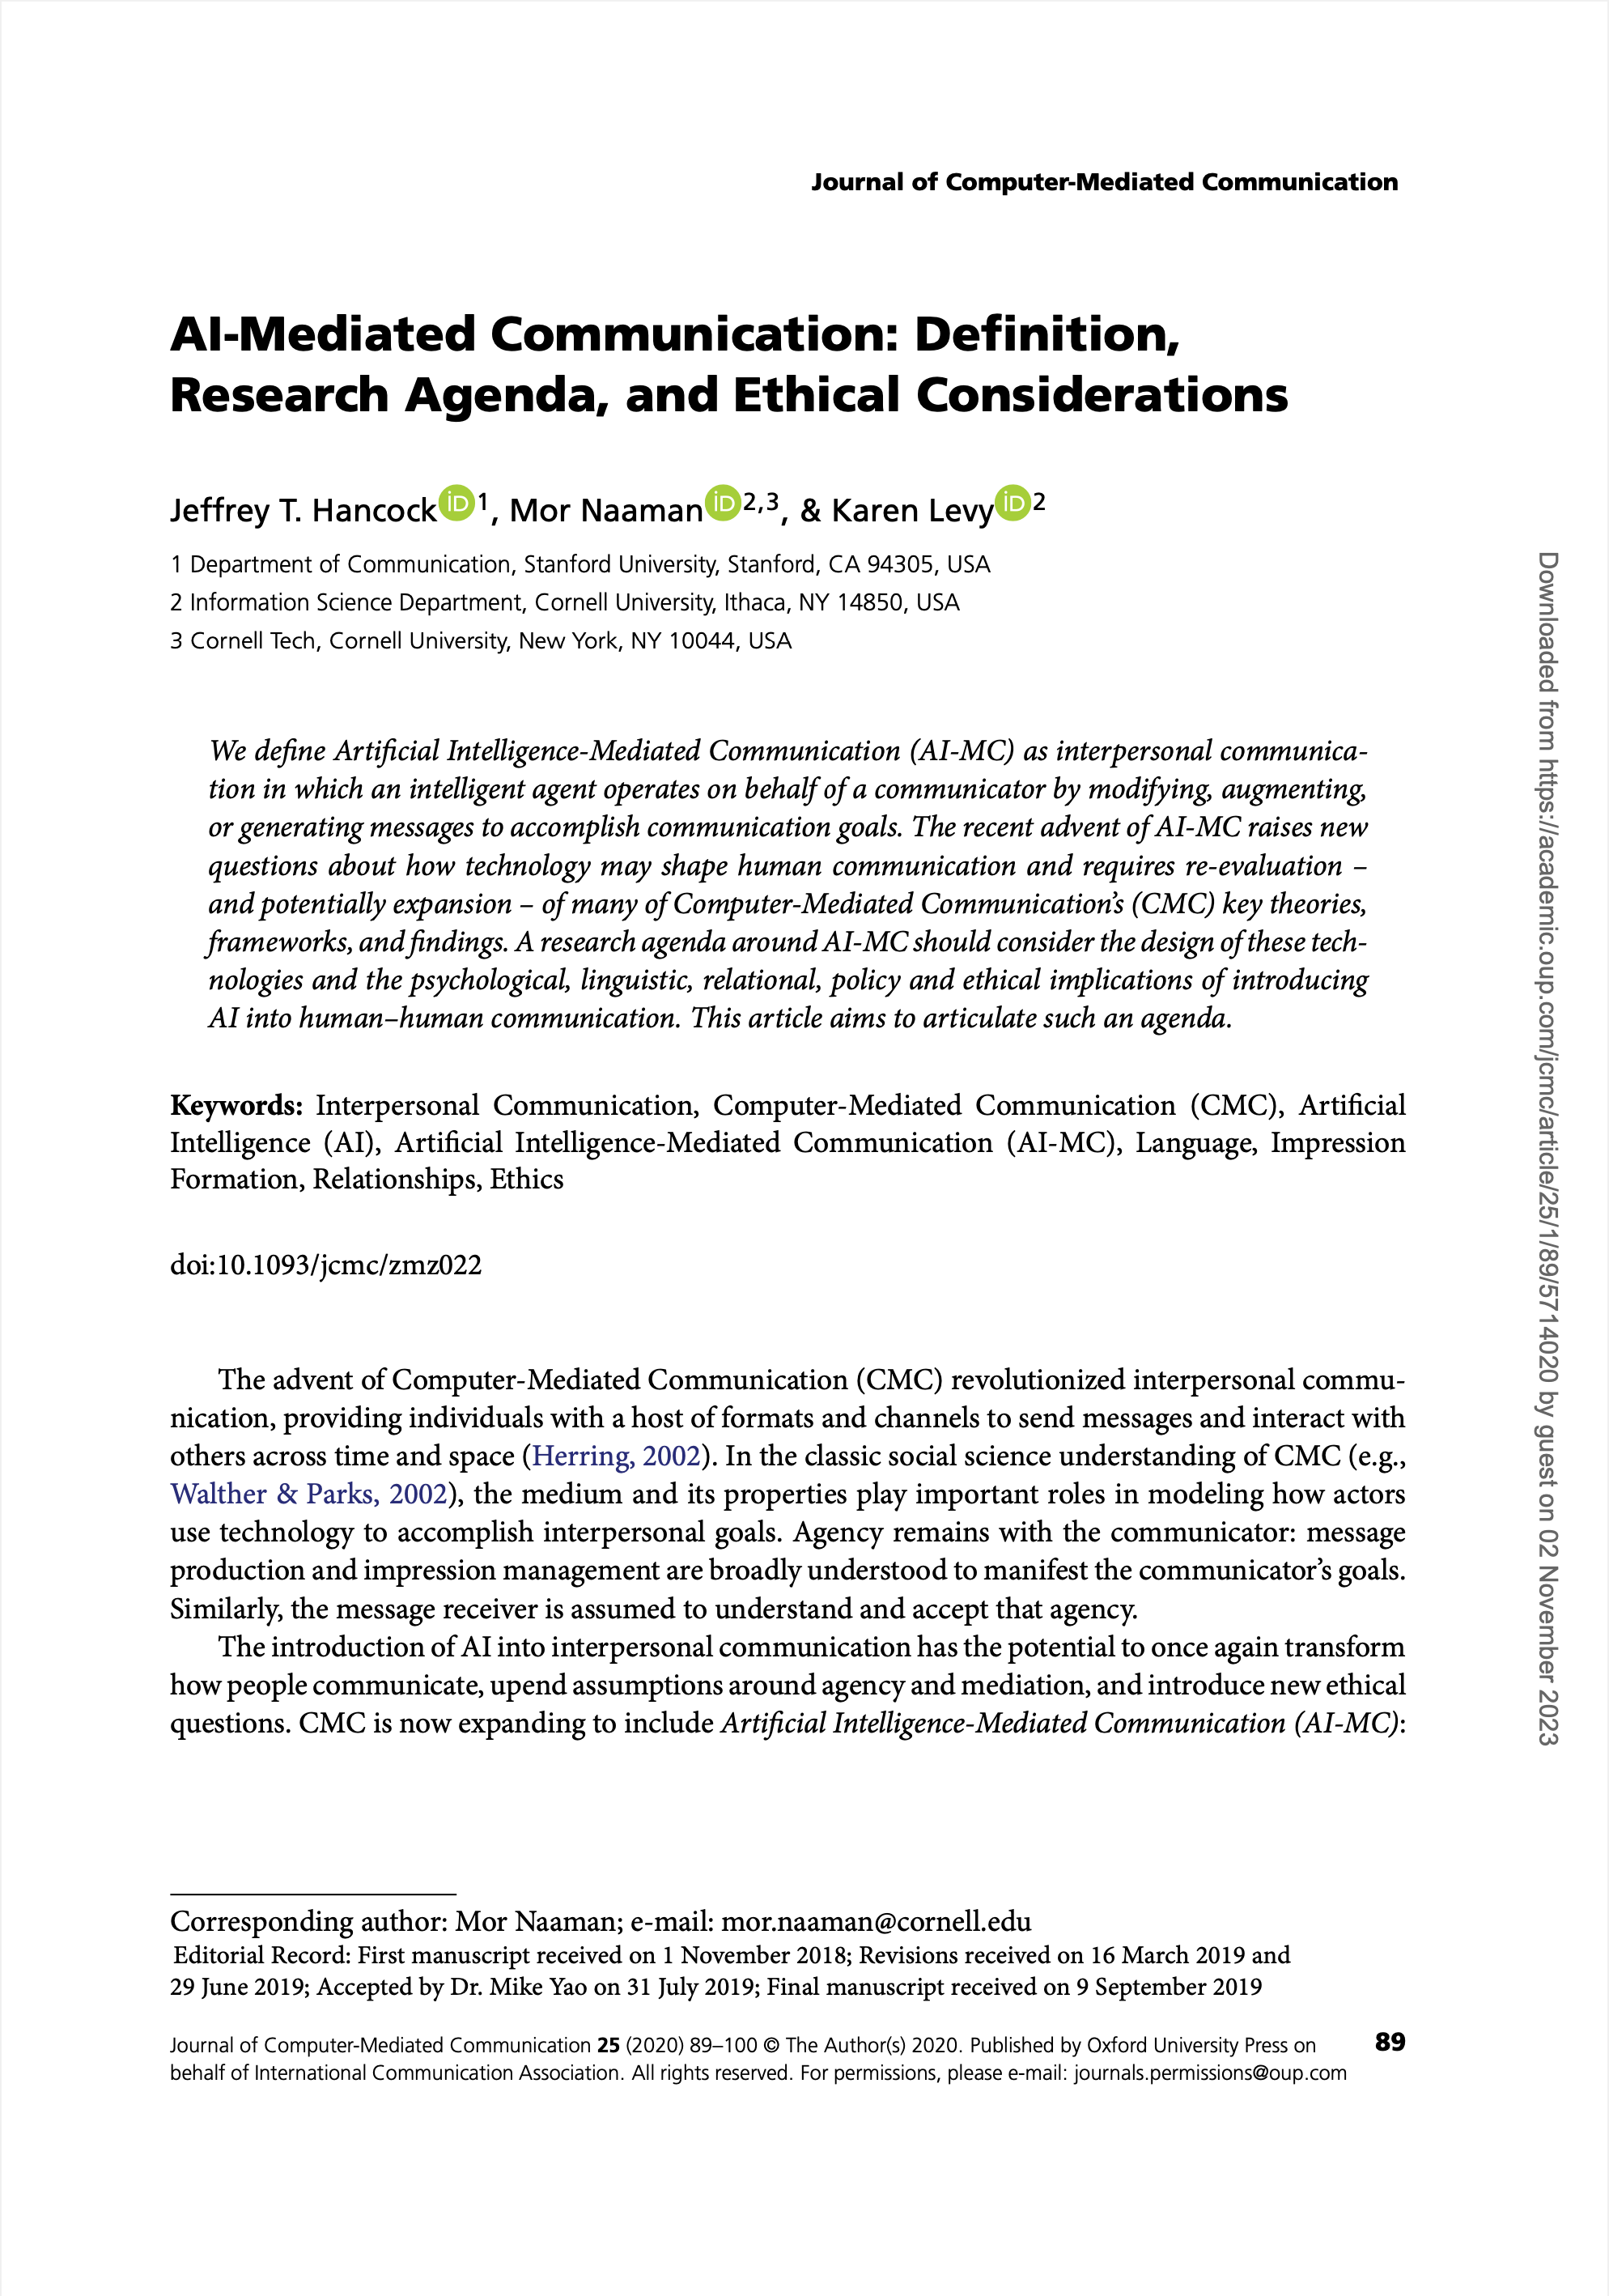 Journal of Computer-Mediated Communication
AI-Mediated Communication: Definition,
Research Agenda, and Ethical Considerations
Jeffrey T. Hancock iD 1, Mor Naaman iD 2,3, & Karen Levy iD 2
1 Department of Communication, Stanford University, Stanford, CA 94305, USA
2 Information Science Department, Cornell University, Ithaca, NY 14850, USA
3 Cornell Tech, Cornell University, New York, NY 10044, USA
We define Artificial Intelligence-Mediated Communication (AI-MC) as interpersonal communica-
tion in which an intelligent agent operates on behalf of a communicator by modifying, augmenting,
or generating messages to accomplish communication goals. The recent advent of AI-MC raises new
questions about how technology may shape human communication and requires re-evaluation –
and potentially expansion – of many of Computer-Mediated Communication’s (CMC) key theories,
frameworks, and findings. A research agenda around AI-MC should consider the design of these tech-
nologies and the psychological, linguistic, relational, policy and ethical implications of introducing
AI into human–human communication. This article aims to articulate such an agenda.
Keywords: Interpersonal Communication, Computer-Mediated Communication (CMC), Artificial
Intelligence (AI), Artificial Intelligence-Mediated Communication (AI-MC), Language, Impression
Formation, Relationships, Ethics
doi:10.1093/jcmc/zmz022
The advent of Computer-Mediated Communication (CMC) revolutionized interpersonal commu-
nication, providing individuals with a host of formats and channels to send messages and interact with
others across time and space (Herring, 2002). In the classic social science understanding of CMC (e.g.,
Walther & Parks, 2002), the medium and its properties play important roles in modeling how actors
use technology to accomplish interpersonal goals. Agency remains with the communicator: message
production and impression management are broadly understood to manifest the communicator’s goals.
Similarly, the message receiver is assumed to understand and accept that agency.
The introduction of AI into interpersonal communication has the potential to once again transform
how people communicate, upend assumptions around agency and mediation, and introduce new ethical
questions. CMC is now expanding to include Artificial Intelligence-Mediated Communication (AI-MC):
Corresponding author: Mor Naaman; e-mail: mor.naaman@cornell.edu
Editorial Record: First manuscript received on 1 November 2018; Revisions received on 16 March 2019 and
29 June 2019; Accepted by Dr. Mike Yao on 31 July 2019; Final manuscript received on 9 September 2019
Journal of Computer-Mediated Communication 25 (2020) 89–100 © The Author(s) 2020. Published by Oxford University Press on
behalf of International Communication Association. All rights reserved. For permissions, please e-mail: journals.permissions@oup.com
89
Downloaded from https://academic.oup.com/jcmc/article/25/1/89/5714020 by guest on 02 November 2023